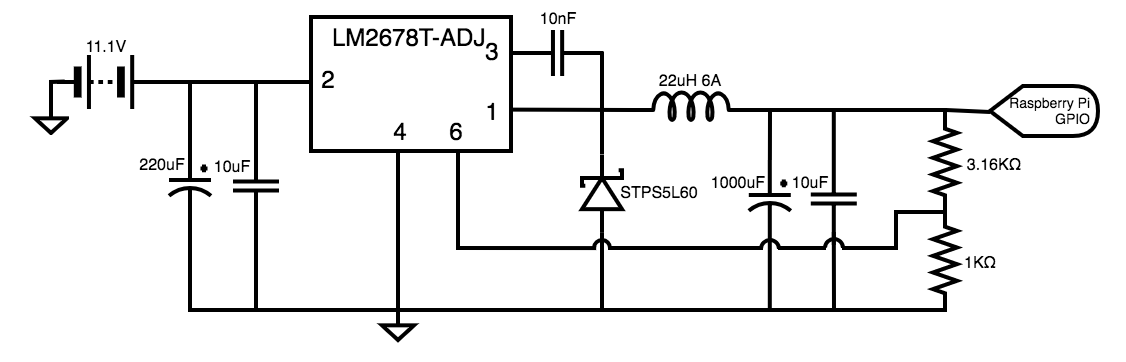 10nF
LM2678T-ADJ
3
11.1V
2
22uH 6A
1
Raspberry Pi
GPIO
4
6
220uF
10uF
3.16KΩ
STPS5L60
1000uF
10uF
1KΩ